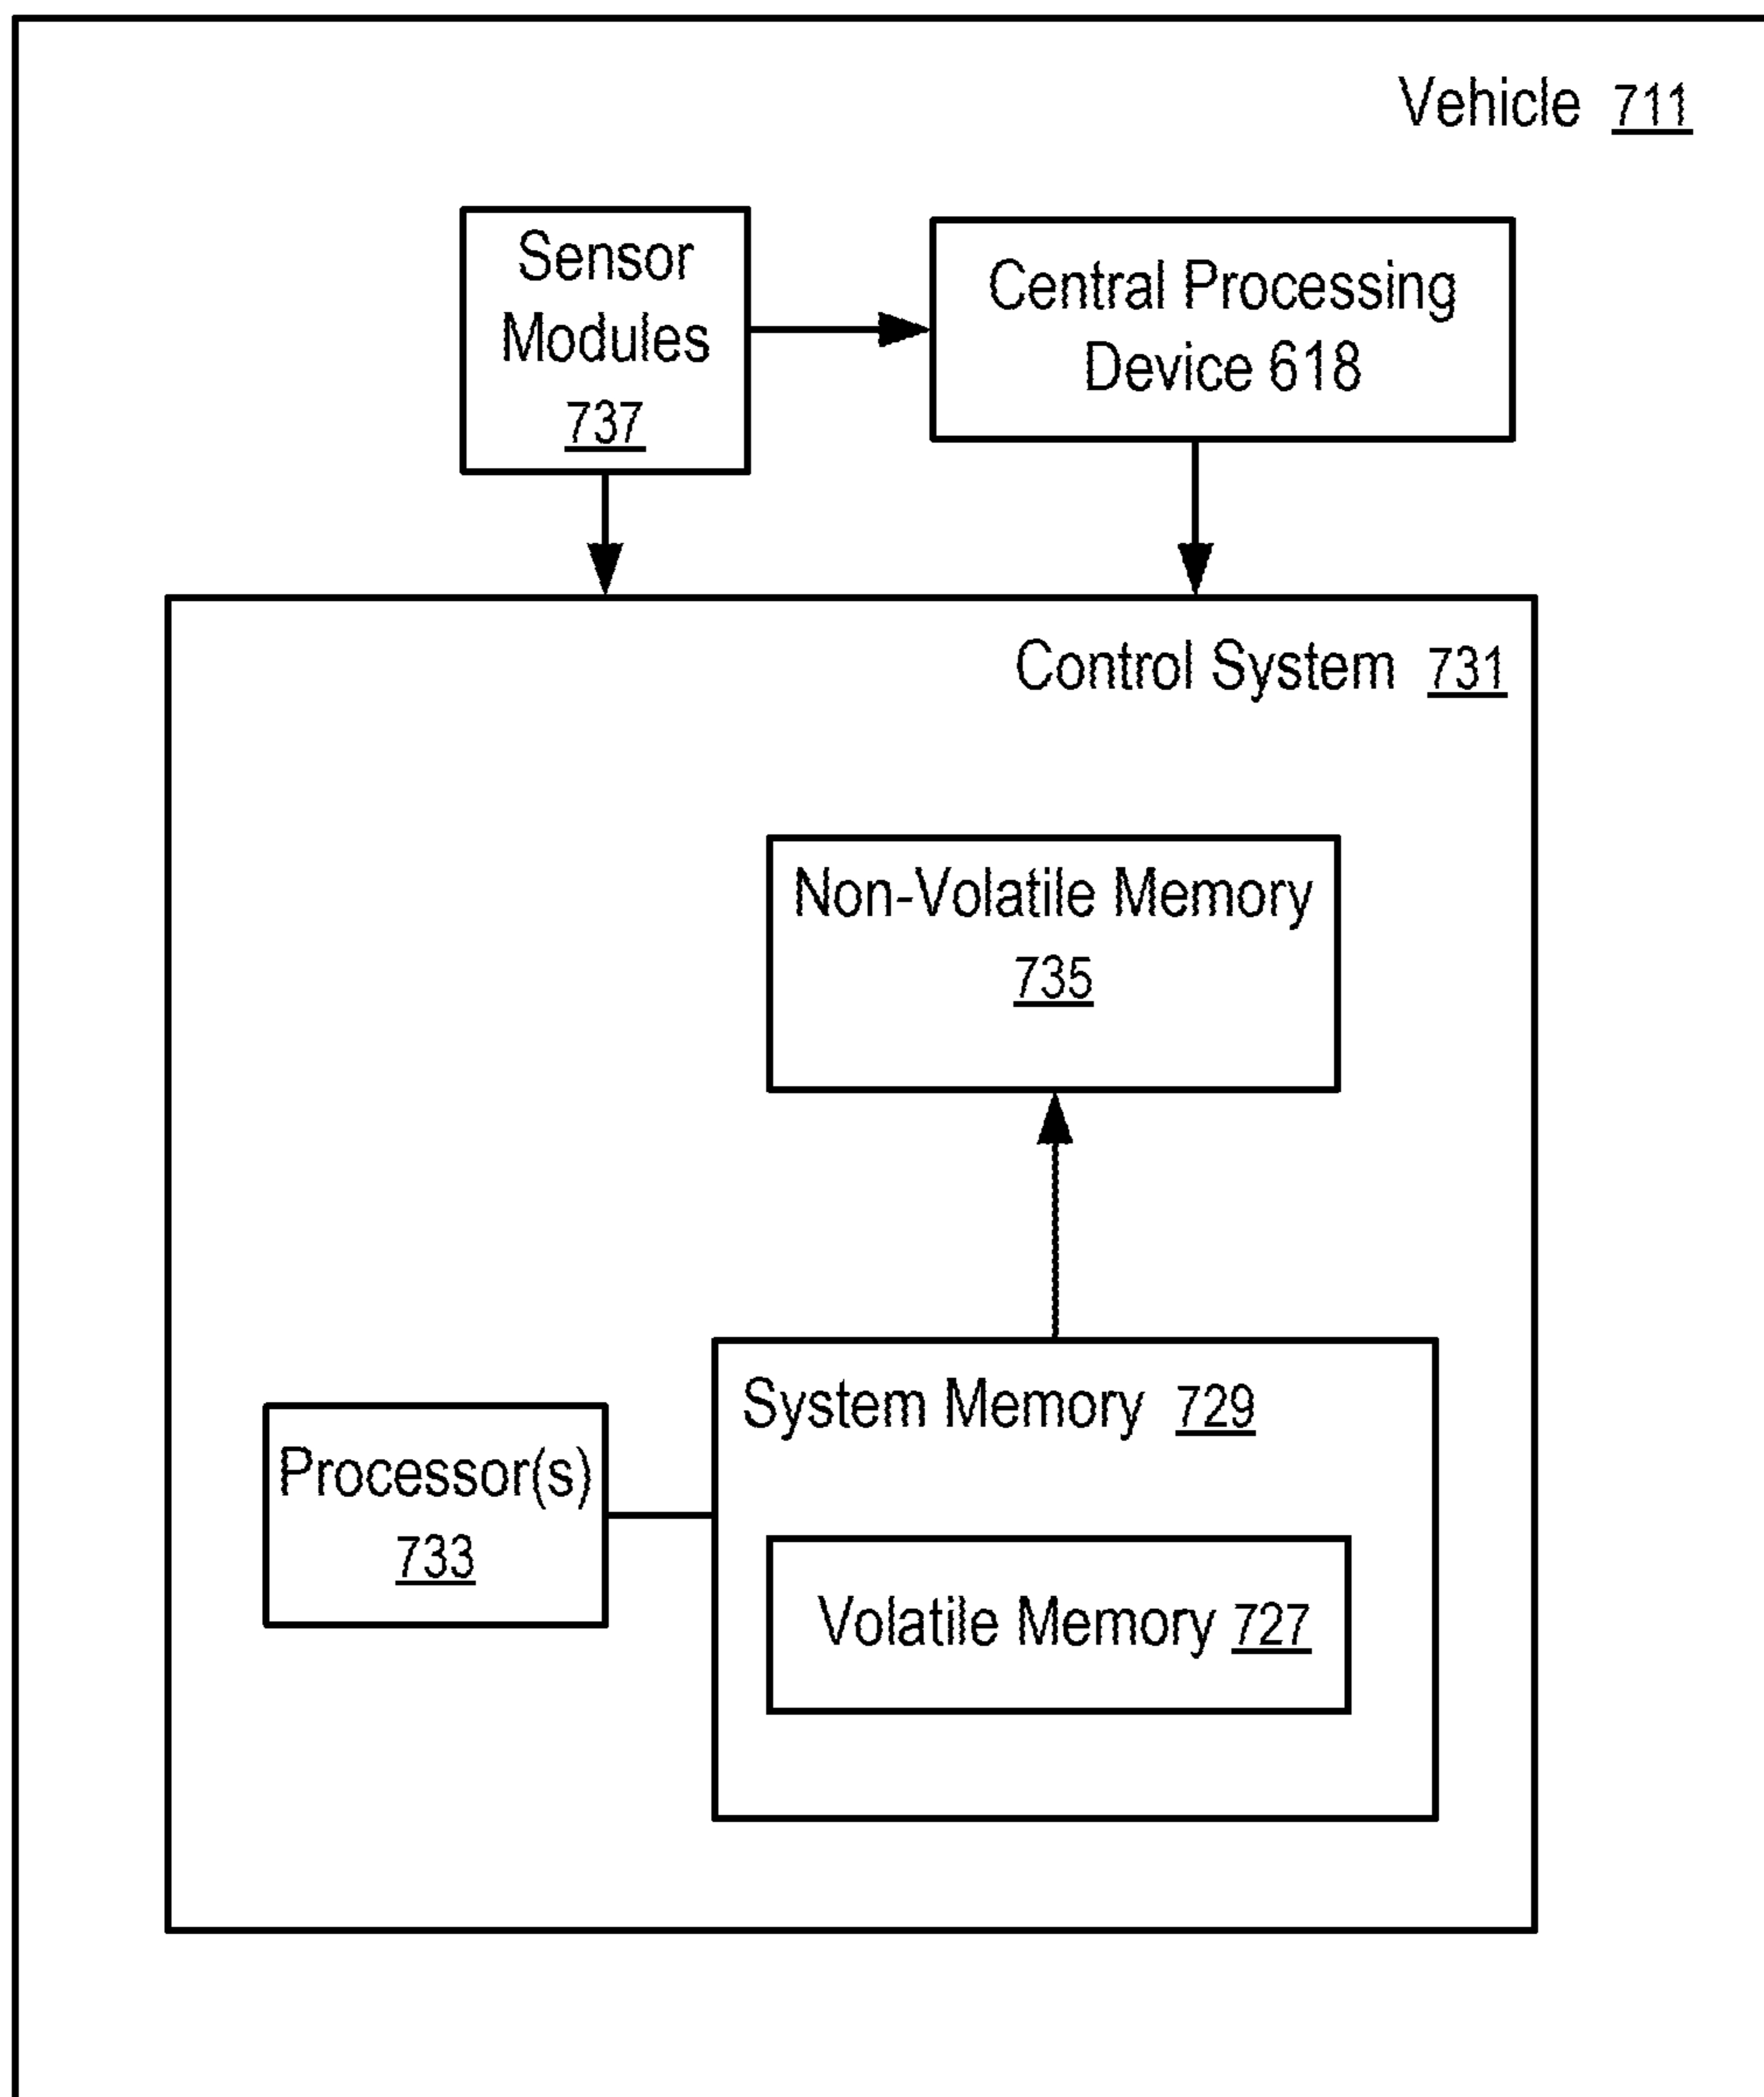 Vehicle 711
Sensor
Modules
737
Central Processing
Device 618
Control System 731
Non-Volatile Memory
735
System Memory 729
Processor(s)
733
Volatile Memory 727